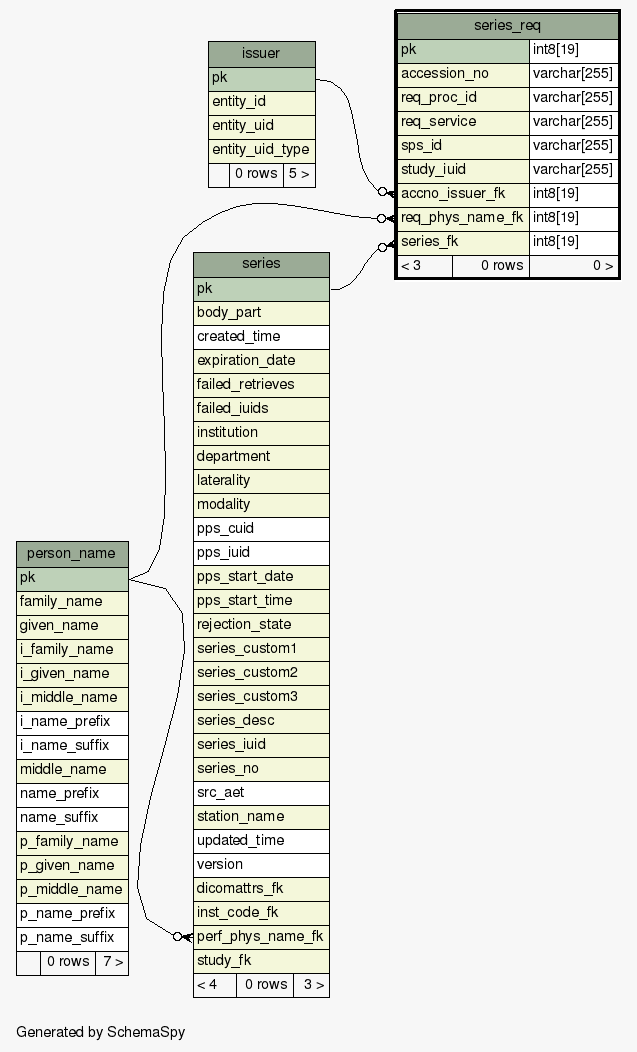 issuer
pk
entity_id
entity_uid
entity_uid_type
0 rows 5 >
series_req
pk int8[19]
accession_no varchar[255]
req_proc_id varchar[255]
req_service varchar[255]
sps_id varchar[255]
study_iuid varchar[255]
accno_issuer_fk int8[19]
req_phys_name_fk int8[19]
series_fk int8[19]
< 3 0 rows 0 >
series
pk
body_part
created_time
expiration_date
failed_retrieves
failed_iuids
institution
department
laterality
modality
pps_cuid
pps_iuid
pps_start_date
pps_start_time
rejection_state
series_custom1
series_custom2
series_custom3
series_desc
series_iuid
series_no
src_aet
station_name
updated_time
version
dicomattrs_fk
inst_code_fk
perf_phys_name_fk
study_fk
< 4 0 rows 3 >
person_name
pk
family_name
given_name
i_family_name
i_given_name
i_middle_name
i_name_prefix
i_name_suffix
middle_name
name_prefix
name_suffix
p_family_name
p_given_name
p_middle_name
p_name_prefix
p_name_suffix
0 rows 7 >
Generated by SchemaSpy